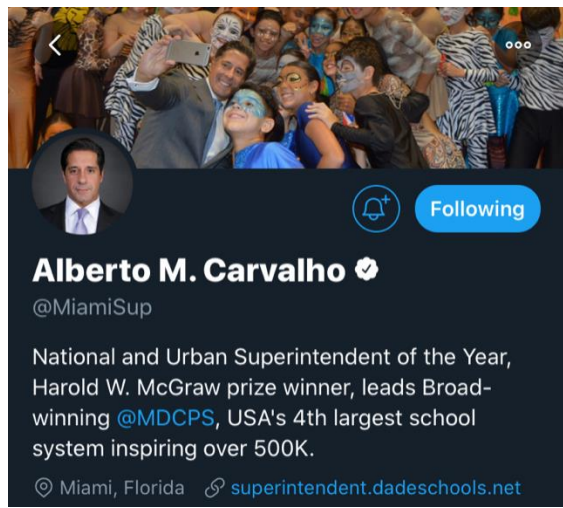 Following
Alberto M. Carvalho
@MiamiSup
National and Urban Superintendent of the Year,
Harold W. McGraw prize winner, leads Broad-
winning @MDCPS, USA's 4th largest school
system inspiring over 500K.
Miami, Florida superintendent.dadeschools.net